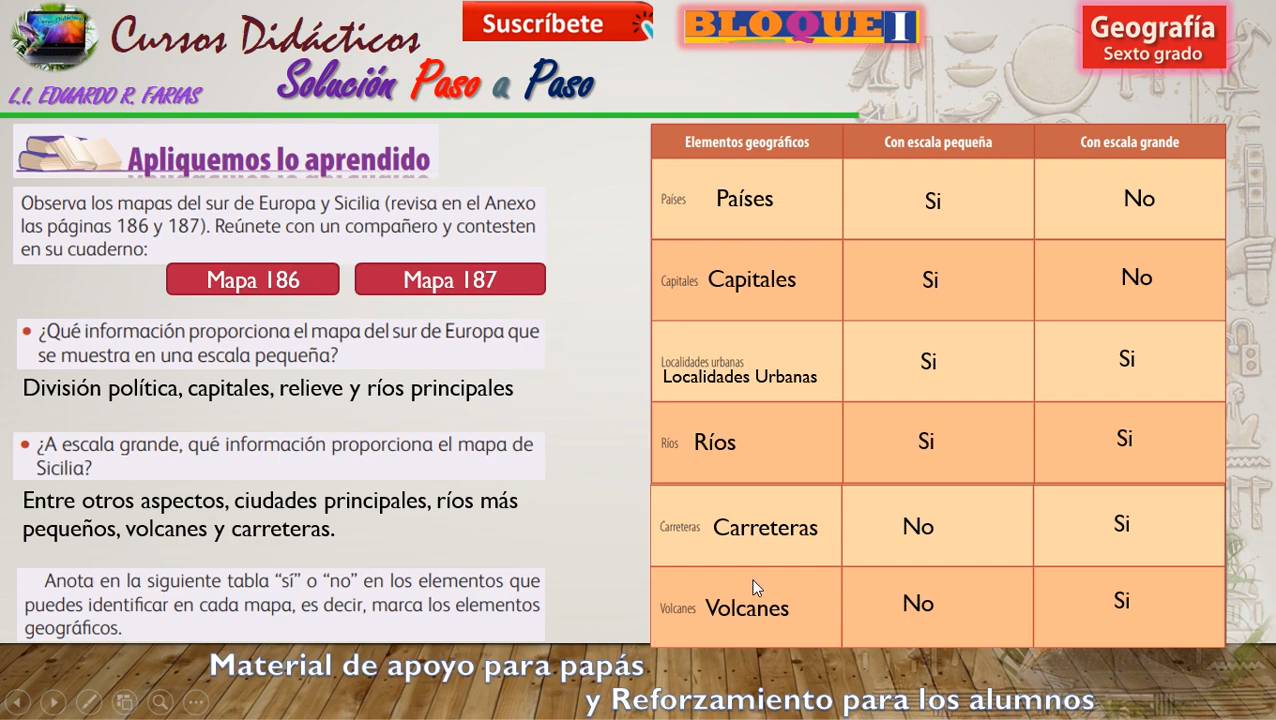 Cursos Didácticos
Suscríbete
BLOQUE I
Geografía
Sexto grado
L.I. EDUARDO R. FARIAS
Solución Paso a Paso
Apliquemos lo aprendido
Observa los mapas del sur de Europa y Sicilia (revisa en el Anexo
las páginas 186 y 187). Reúnete con un compañero y contesten
en su cuaderno:
Mapa 186 Mapa 187
• ¿Qué información proporciona el mapa del sur de Europa que
se muestra en una escala pequeña?
División política, capitales, relieve y ríos principales
• ¿A escala grande, qué información proporciona el mapa de
Sicilia?
Entre otros aspectos, ciudades principales, ríos más
pequeños, volcanes y carreteras.
Anota en la siguiente tabla “sí” o “no” en los elementos que
puedes identificar en cada mapa, es decir, marca los elementos
geográficos.
Elementos geográficos Con escala pequeña Con escala grande
Países Países Si No
Capitales Capitales Si No
Localidades urbanas
Localidades Urbanas Si Si
Ríos Ríos Si Si
Carreteras Carreteras No Si
Volcanes Volcanes No Si
Material de apoyo para papás
y Reforzamiento para los alumnos